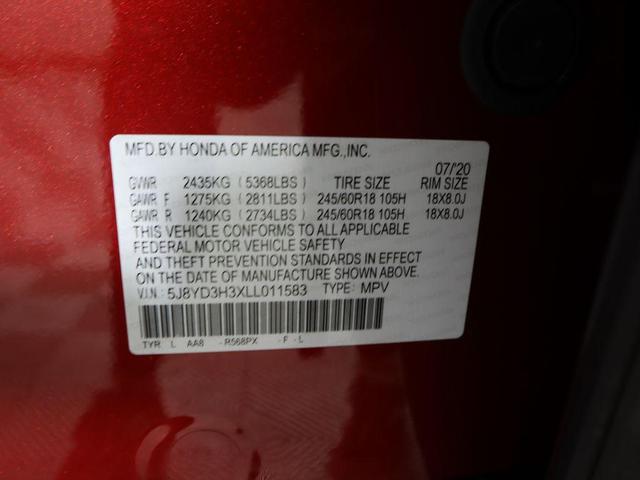 MFD.BY HONDA OF AMERICA MFG.,INC.
07/'20
GVWR 2435KG (5368LBS) TIRE SIZE RIM SIZE
GAWR F 1275KG (2811LBS) 245/60R18 105H 18X8.0J
GAWR R 1240KG (2734LBS) 245/60R18 105H 18X8.0J
THIS VEHICLE CONFORMS TO ALL APPLICABLE
FEDERAL MOTOR VEHICLE SAFETY
AND THEFT PREVENTION STANDARDS IN EFFECT
ON THE DATE OF MANUFACTURE SHOWN ABOVE.
V.I.N.: 5J8YD3H3XLL011583 TYPE: MPV
TYR L AA8 -R568PX -F -L